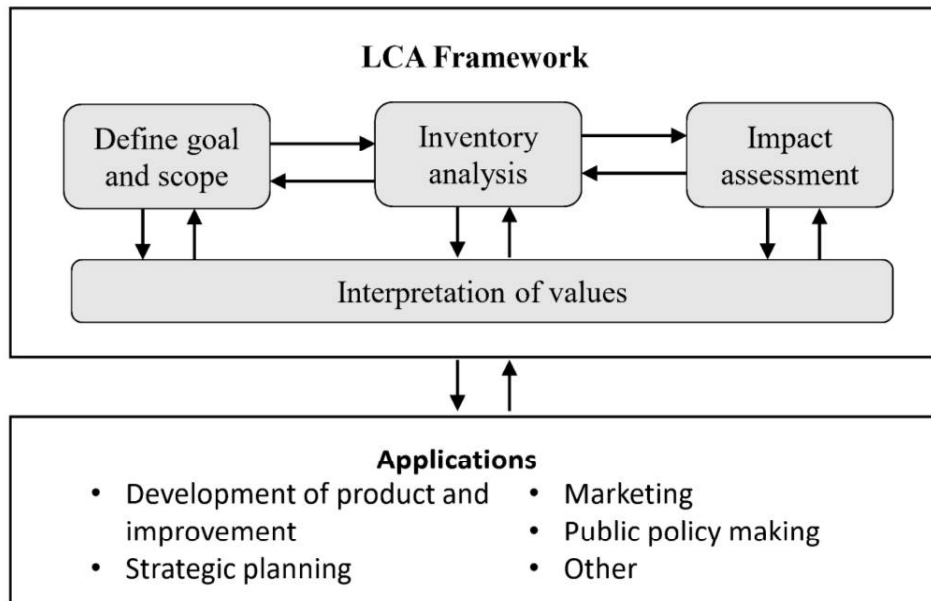 LCA Framework
Define goal
and scope
Inventory
analysis
Impact
assessment
Interpretation of values
Applications
• Development of product and
improvement
• Strategic planning
• Marketing
• Public policy making
• Other